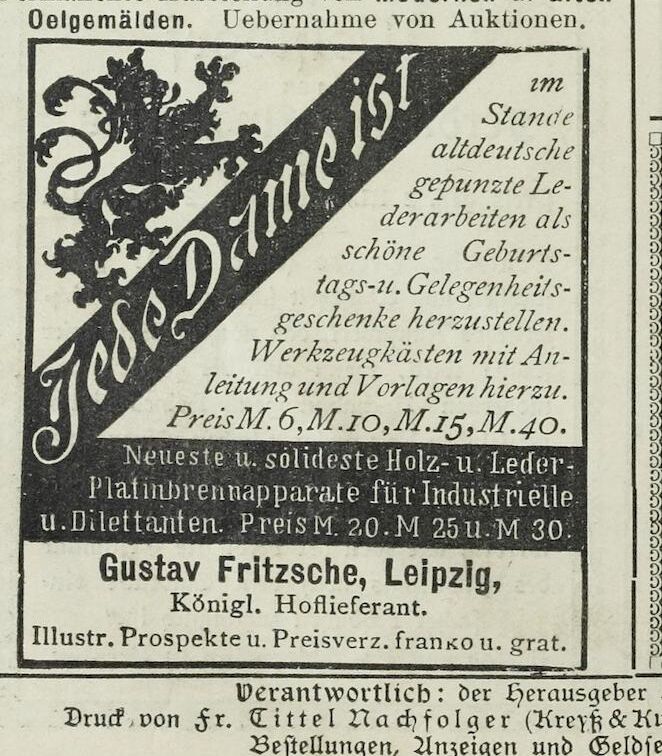 Oelgemälden. Uebernahme von Auktionen.
Jede Dame ist
im
Stande
altdeutsche
gepunzte Le-
derarbeiten als
schöne Geburts-
tags-u. Gelegenheits-
geschenke herzustellen.
Werkzeugkästen mit An-
leitung und Vorlagen hierzu.
Preis M. 6, M. 10, M. 15, M. 40.
Neueste u. solideste Holz- u. Leder-
Platinbrennapparate für Industrielle
u. Dilettanten. Preis M. 20. M 25 u. M 30.
Gustav Fritzsche, Leipzig,
Königl. Hoflieferant.
Illustr. Prospekte u. Preisverz. franko u. grat.
Verantwortlich: der Herausgeber
Druck von Fr. Tittel Nachfolger (Kreyß & Ku
Bestellungen, Anzeigen und Geldse